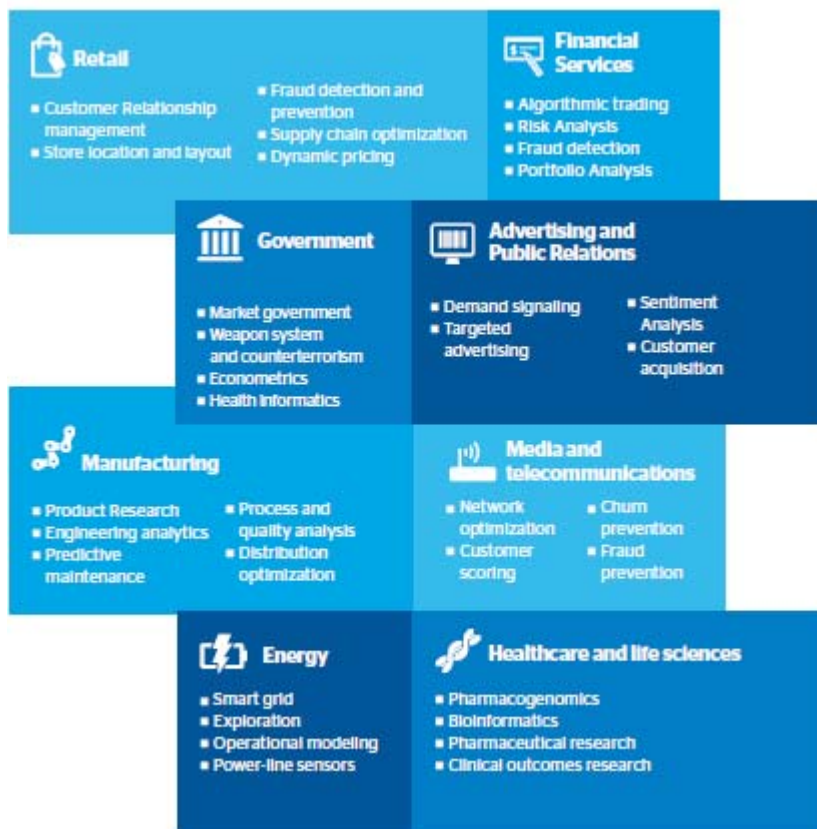 Retail
■ Customer Relationship
management
■ Store location and layout
■ Fraud detection and
prevention
■ Supply chain optimization
■ Dynamic pricing
Financial
Services
■ Algorithmic trading
■ Risk Analysis
■ Fraud detection
■ Portfolio Analysis
Government
■ Market government
■ Weapon system
and counterterrorism
■ Econometrics
■ Health informatics
Advertising and
Public Relations
■ Demand signaling
■ Targeted
advertising
■ Sentiment
Analysis
■ Customer
acquisition
Manufacturing
■ Product Research
■ Engineering analytics
■ Predictive
maintenance
■ Process and
quality analysis
■ Distribution
optimization
Media and
telecommunications
■ Network
optimization
■ Customer
scoring
■ Churn
prevention
■ Fraud
prevention
Energy
■ Smart grid
■ Exploration
■ Operational modeling
■ Power-line sensors
Healthcare and life sciences
■ Pharmacogenomics
■ Bioinformatics
■ Pharmaceutical research
■ Clinical outcomes research